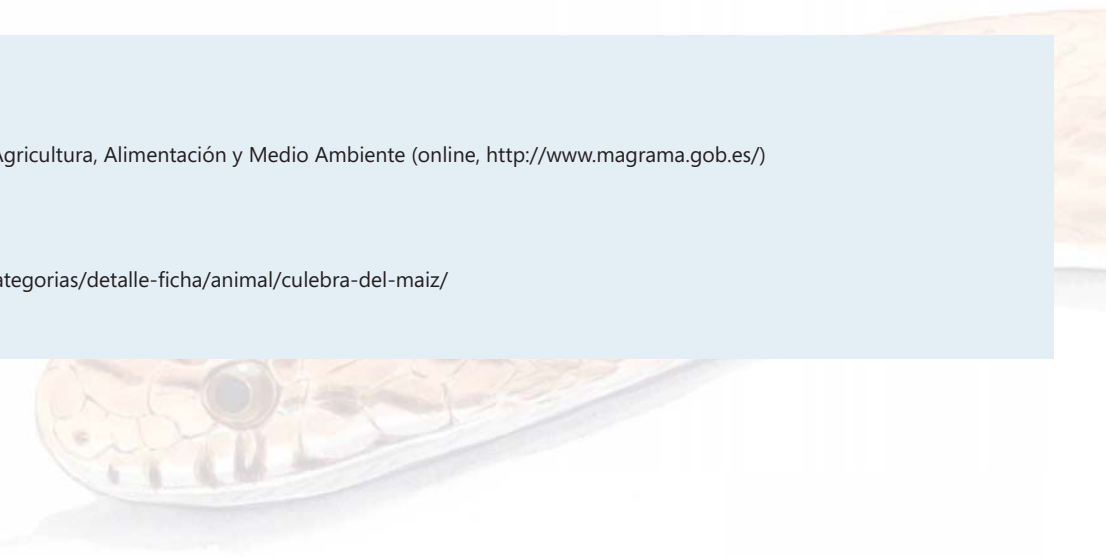 Agricultura, Alimentación y Medio Ambiente (online, http://www.magrama.gob.es/)
ategorias/detalle-ficha/animal/culebra-del-maiz/